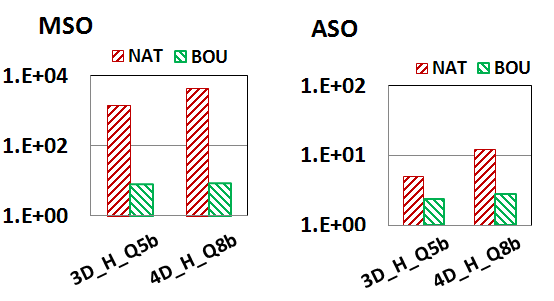 MSO
NAT BOU
1.E+04
1.E+02
1.E+00
3D_H_Q5b
4D_H_Q8b
ASO
NAT BOU
1.E+02
1.E+01
1.E+00
3D_H_Q5b
4D_H_Q8b